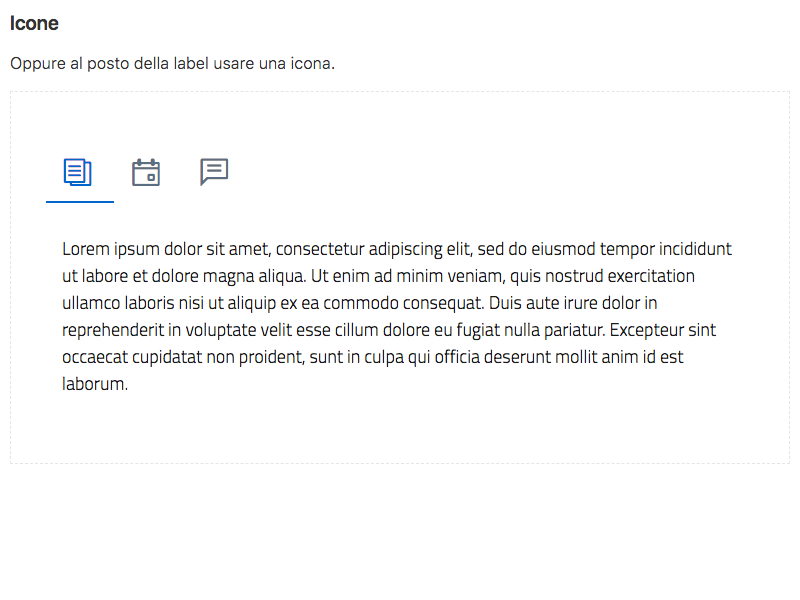 Icone
Oppure al posto della label usare una icona.
Lorem ipsum dolor sit amet, consectetur adipiscing elit, sed do eiusmod tempor incididunt
ut labore et dolore magna aliqua. Ut enim ad minim veniam, quis nostrud exercitation
ullamco laboris nisi ut aliquip ex ea commodo consequat. Duis aute irure dolor in
reprehenderit in voluptate velit esse cillum dolore eu fugiat nulla pariatur. Excepteur sint
occaecat cupidatat non proident, sunt in culpa qui officia deserunt mollit anim id est
laborum.